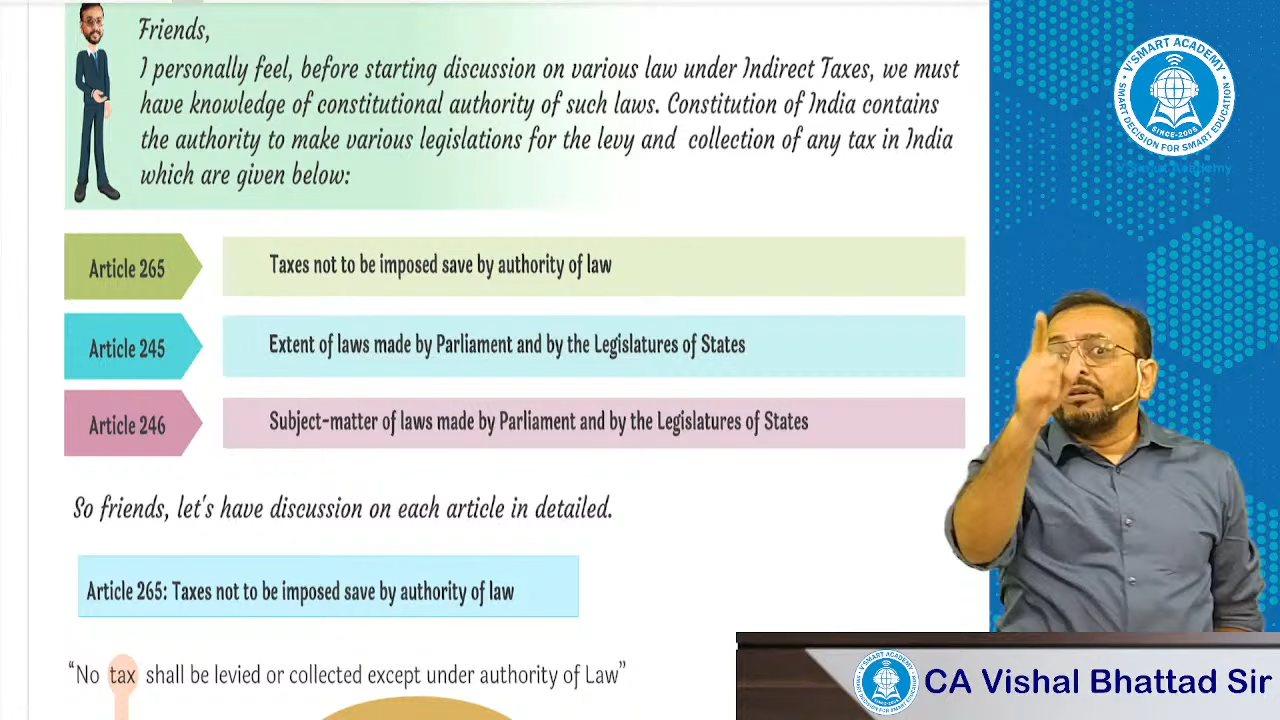 Friends,
I personally feel, before starting discussion on various law under Indirect Taxes, we must
have knowledge of constitutional authority of such laws. Constitution of India contains
the authority to make various legislations for the levy and collection of any tax in India
which are given below:
Article 265
Taxes not to be imposed save by authority of law
Article 245
Extent of laws made by Parliament and by the Legislatures of States
Article 246
Subject-matter of laws made by Parliament and by the Legislatures of States
So friends, let's have discussion on each article in detailed.
Article 265: Taxes not to be imposed save by authority of law
“No tax shall be levied or collected except under authority of Law”
V'SMART ACADEMY
SMART DECISION FOR SMART EDUCATION
SINCE-2005
V'Smart Academy
V'SMART ACADEMY
CA Vishal Bhattad Sir